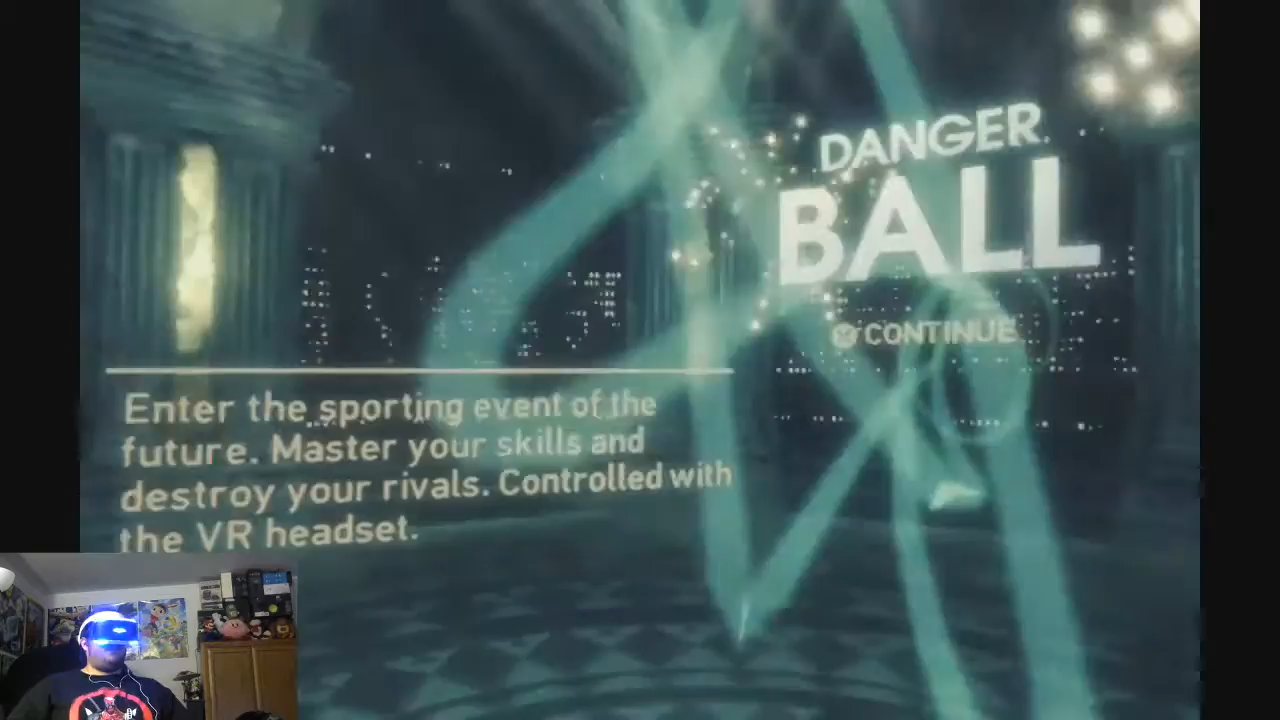 DANGER
BALL
CONTINUE
Enter the sporting event of the
future. Master your skills and
destroy your rivals. Controlled with
the VR headset.